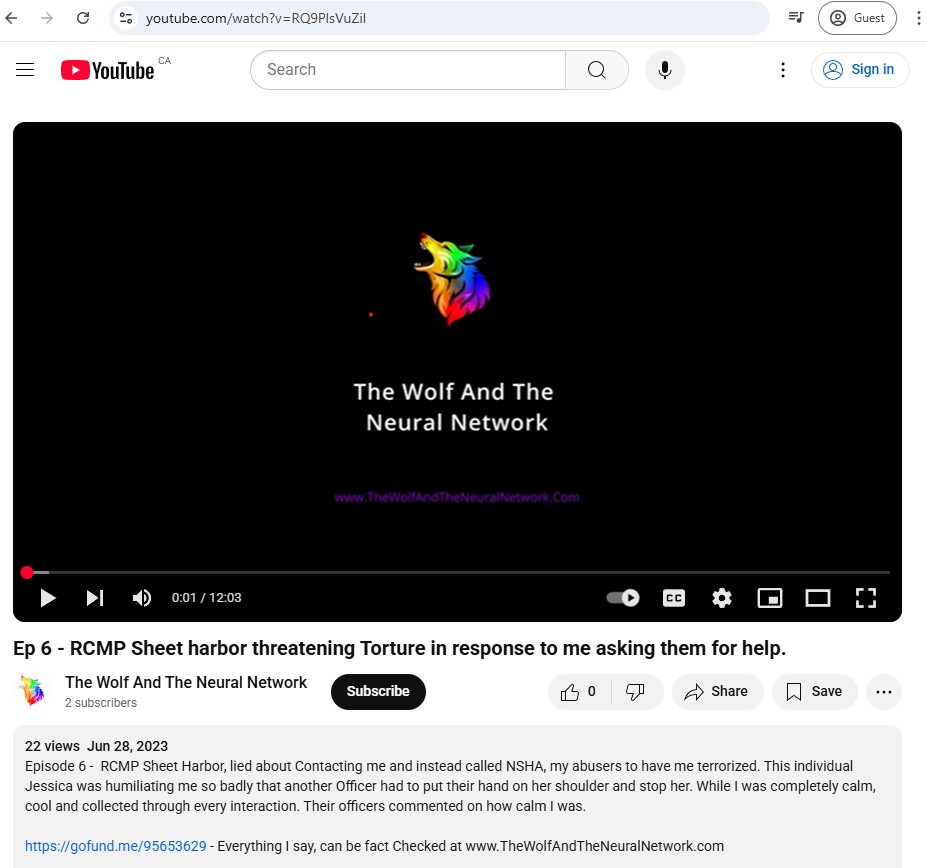 youtube.com/watch?v=RQ9PlsVuZiI
Guest
YouTube CA
Search
Sign in
The Wolf And The
Neural Network
www.TheWolfAndTheNeuralNetwork.Com
0:01 / 12:03
CC
Ep 6 - RCMP Sheet harbor threatening Torture in response to me asking them for help.
The Wolf And The Neural Network
2 subscribers
Subscribe
0
Share
Save
22 views Jun 28, 2023
Episode 6 - RCMP Sheet Harbor, lied about Contacting me and instead called NSHA, my abusers to have me terrorized. This individual
Jessica was humiliating me so badly that another Officer had to put their hand on her shoulder and stop her. While I was completely calm,
cool and collected through every interaction. Their officers commented on how calm I was.
https://gofund.me/95653629 - Everything I say, can be fact Checked at www.TheWolfAndTheNeuralNetwork.com